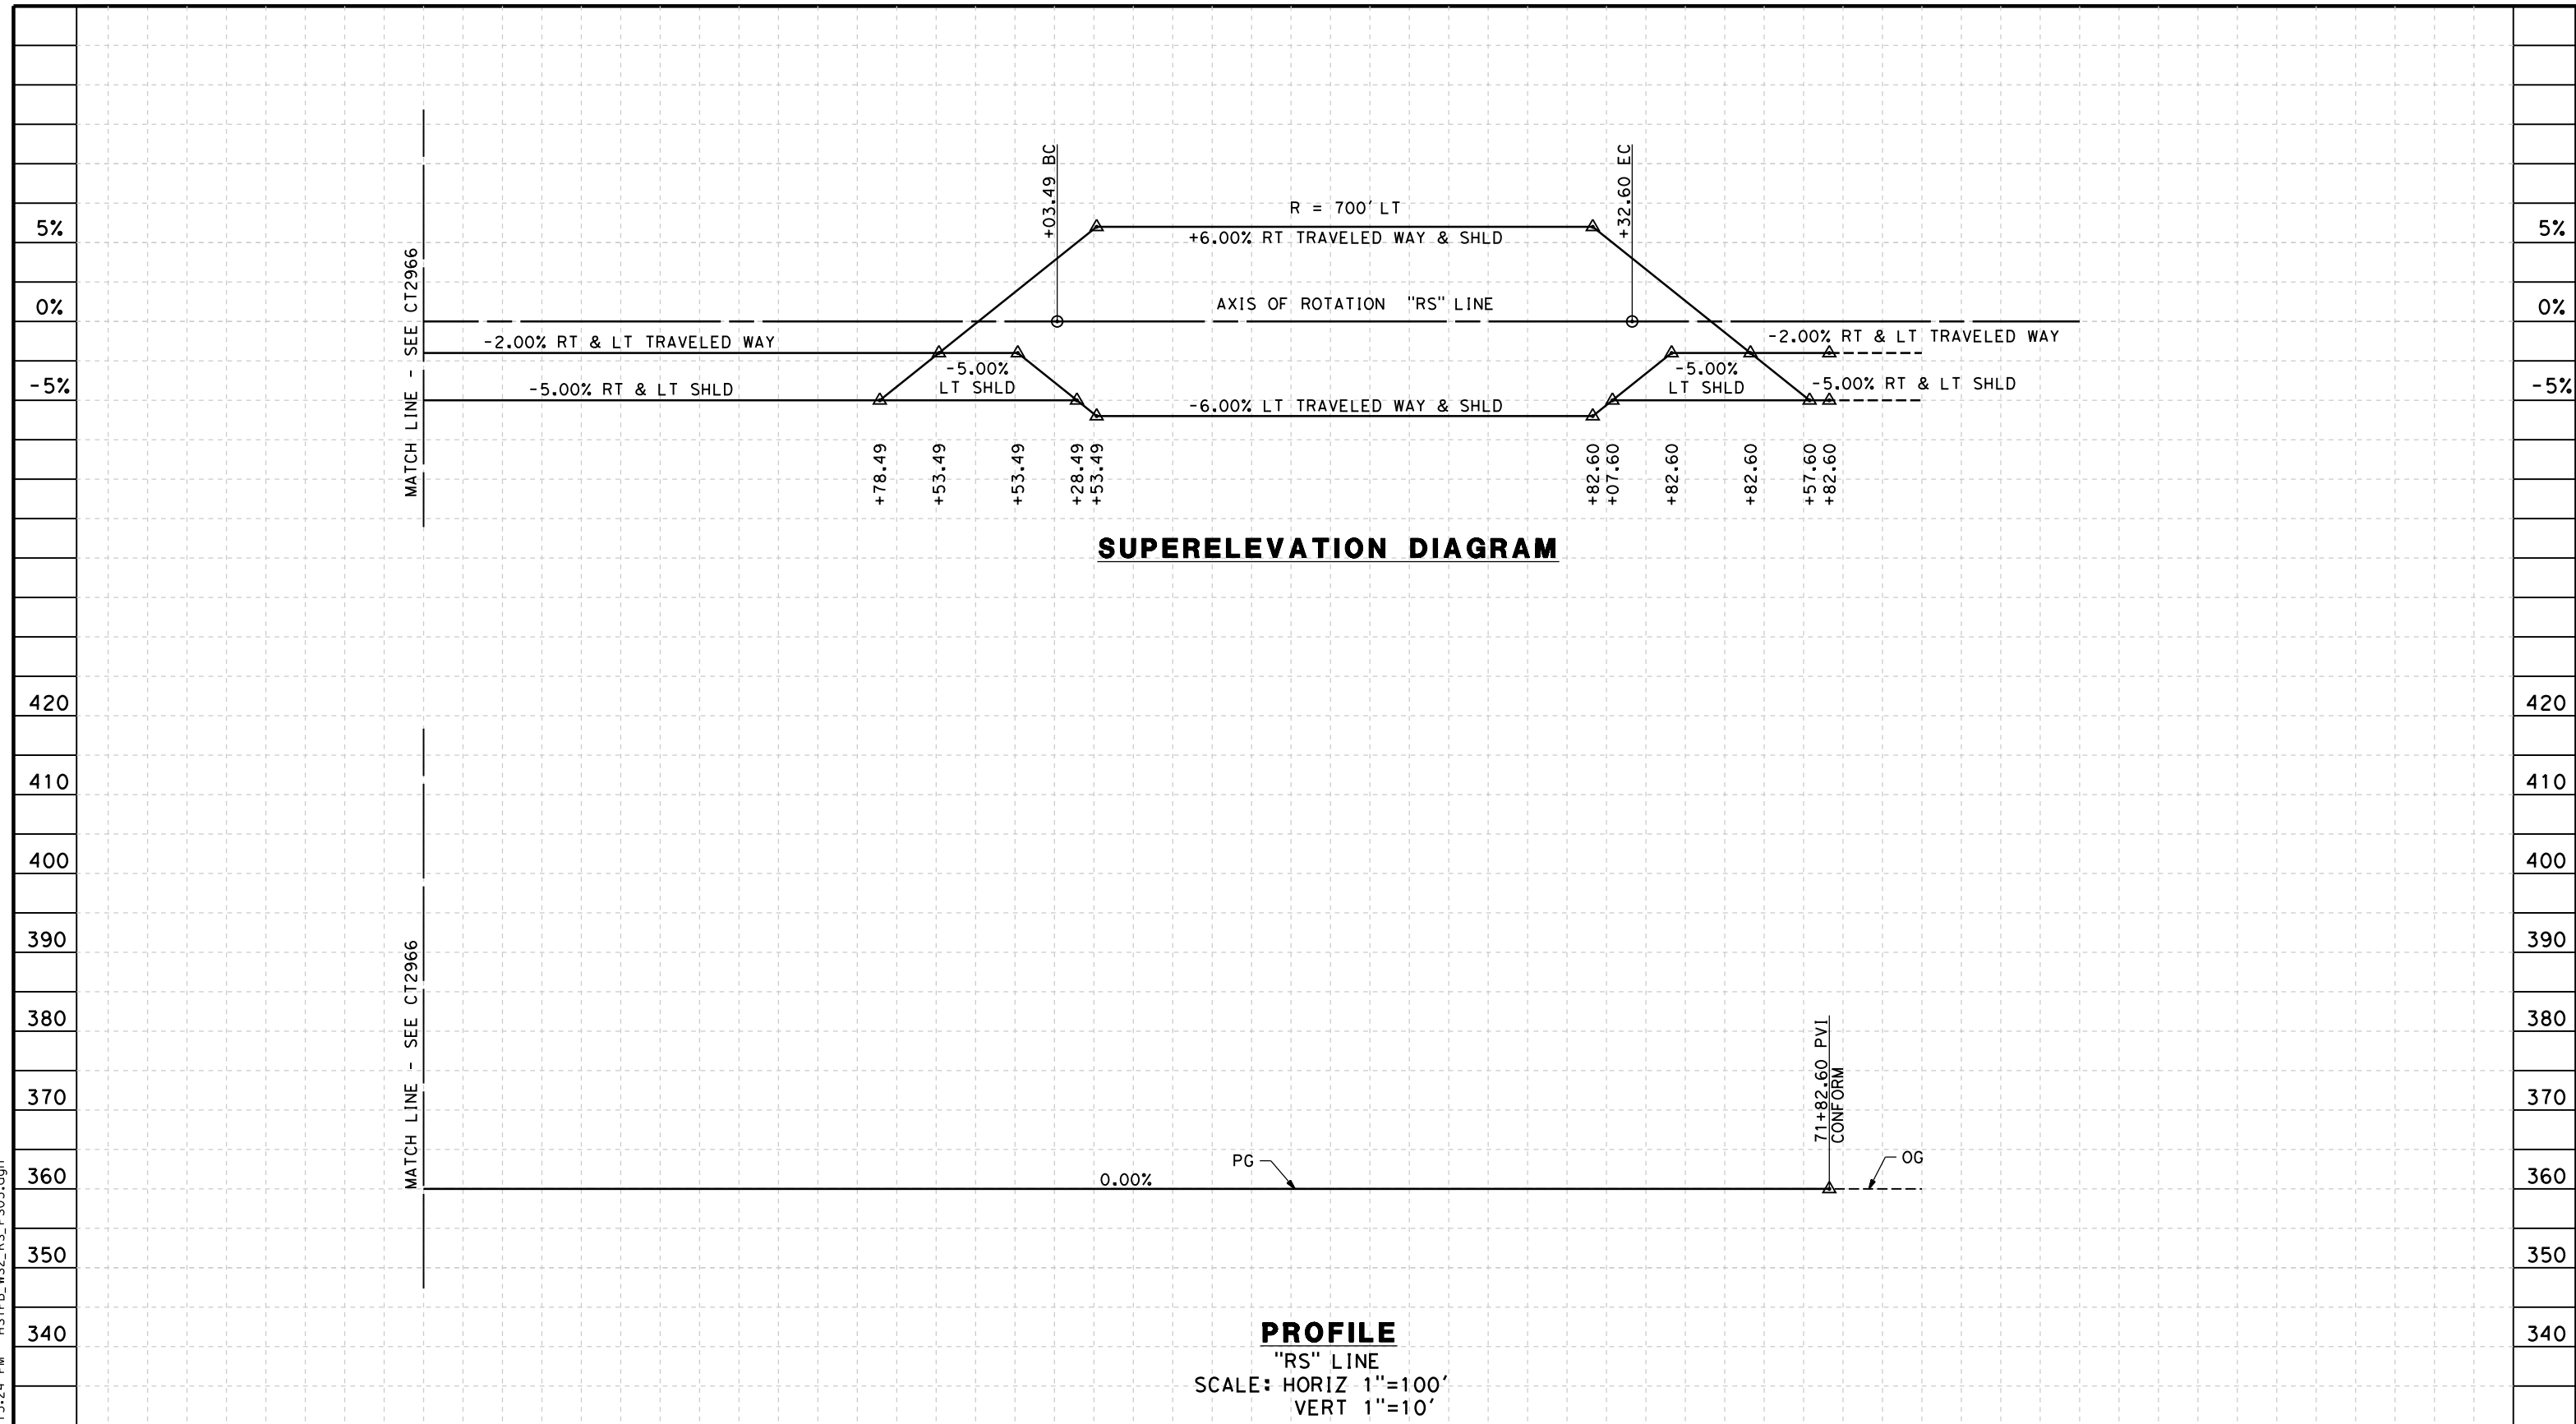 +03.49 BC
+32.60 EC
R = 700' LT
5%
+6.00% RT TRAVELED WAY & SHLD
5%
MATCH LINE - SEE CT2966
0%
AXIS OF ROTATION "RS" LINE
0%
-2.00% RT & LT TRAVELED WAY
-2.00% RT & LT TRAVELED WAY
-5.00%
LT SHLD
-5.00%
LT SHLD
-5%
-5.00% RT & LT SHLD
-5.00% RT & LT SHLD
-5%
-6.00% LT TRAVELED WAY & SHLD
+78.49
+53.49
+53.49
+28.49
+53.49
+82.60
+07.60
+82.60
+82.60
+57.60
+82.60
SUPERELEVATION DIAGRAM
420
420
410
410
400
400
390
390
MATCH LINE - SEE CT2966
380
380
71+82.60 PVI
CONFORM
370
370
PG
OG
360
0.00%
360
350
350
340
340
PROFILE
"RS" LINE
SCALE: HORIZ 1"=100'
VERT 1"=10'